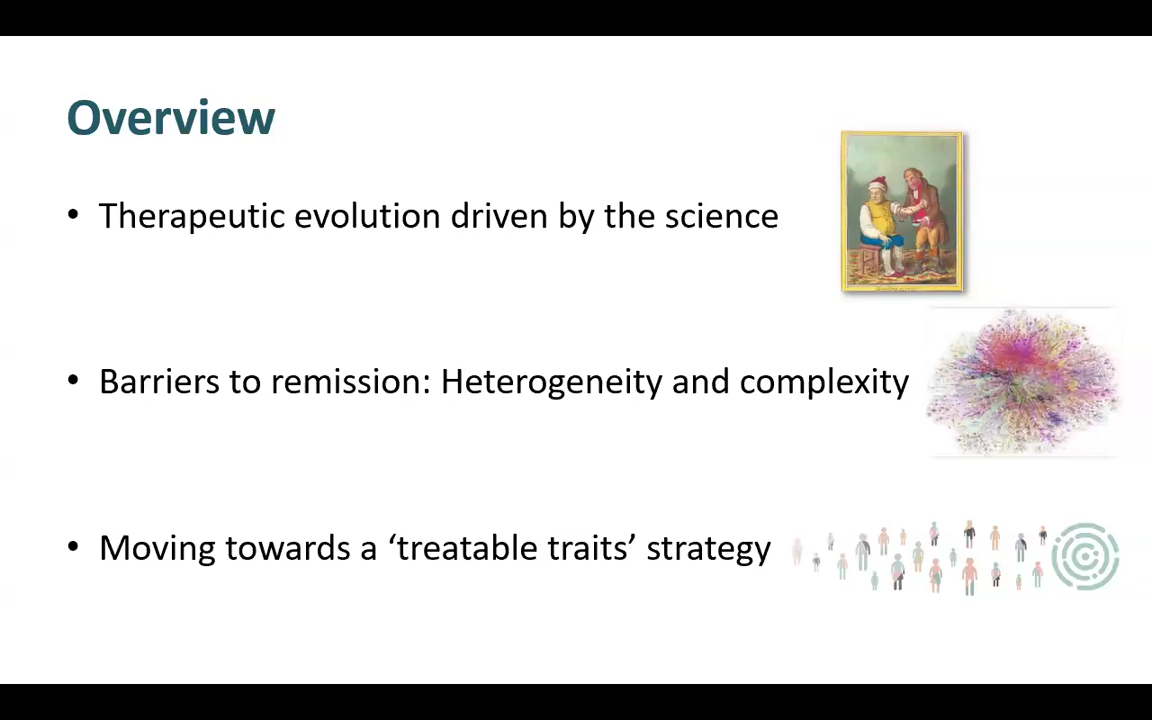 Overview
• Therapeutic evolution driven by the science
• Barriers to remission: Heterogeneity and complexity
• Moving towards a ‘treatable traits’ strategy